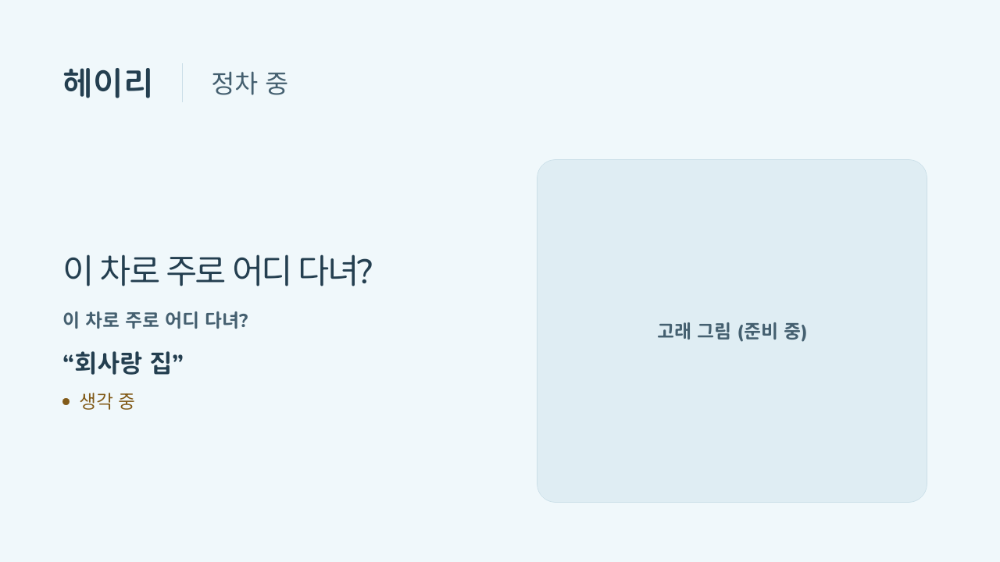 헤이리
정차 중
이 차로 주로 어디 다녀?
이 차로 주로 어디 다녀?
“회사랑 집”
생각 중
고래 그림 (준비 중)